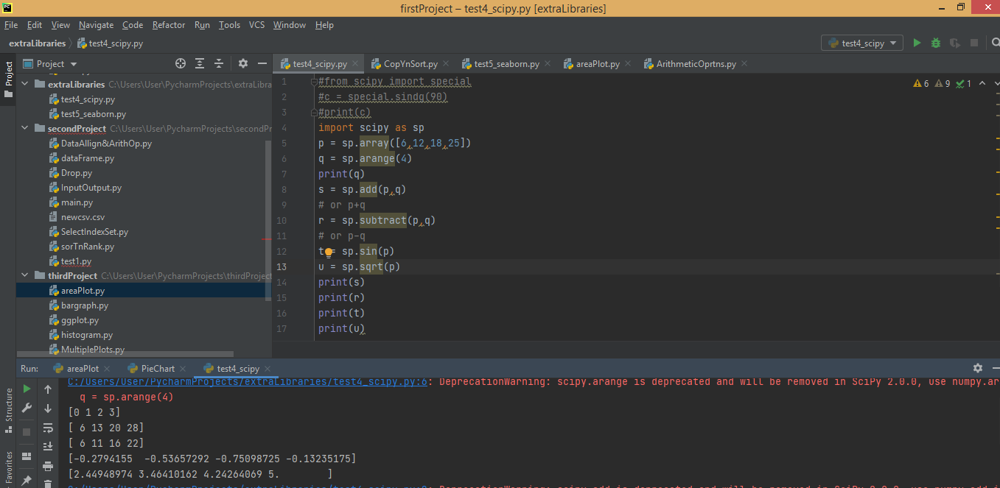 PC
firstProject – test4_scipy.py [extraLibraries]
File Edit View Navigate Code Refactor Run Tools VCS Window Help
extraLibraries test4_scipy.py
test4_scipy
Project
Project
test4_scipy.py CopYnSort.py test5_seaborn.py areaPlot.py ArithmeticOprtns.py
extraLibraries C:\Users\User\PycharmProjects\extraLibra
test4_scipy.py
test5_seaborn.py
secondProject C:\Users\User\PycharmProjects\secondPr
DataAllign&ArithOp.py
dataFrame.py
Drop.py
InputOutput.py
main.py
newcsv.csv
SelectIndexSet.py
sorTnRank.py
test1.py
thirdProject C:\Users\User\PycharmProjects\thirdProject
areaPlot.py
bargraph.py
ggplot.py
histogram.py
MultiplePlots.py
6 9 1
1 #from scipy import special
2 #c = special.sindg(90)
3 #print(c)
4 import scipy as sp
5 p = sp.array([6,12,18,25])
6 q = sp.arange(4)
7 print(q)
8 s = sp.add(p,q)
9 # or p+q
10 r = sp.subtract(p,q)
11 # or p-q
12 t = sp.sin(p)
13 u = sp.sqrt(p)
14 print(s)
15 print(r)
16 print(t)
17 print(u)
Run: areaPlot PieChart test4_scipy
Structure
Favorites
C:/Users/User/PycharmProjects/extraLibraries/test4_scipy.py:6: DeprecationWarning: scipy.arange is deprecated and will be removed in SciPy 2.0.0, use numpy.ar
q = sp.arange(4)
[0 1 2 3]
[ 6 13 20 28]
[ 6 11 16 22]
[-0.2794155 -0.53657292 -0.75098725 -0.13235175]
[2.44948974 3.46410162 4.24264069 5. ]